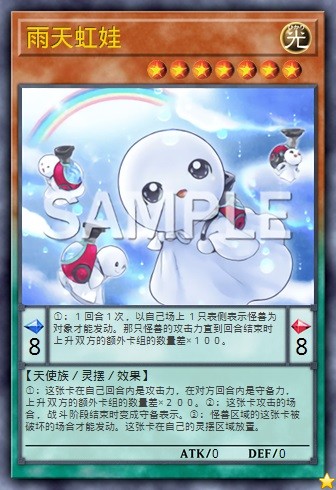 雨天虹娃
光
SAMPLE
①：1回合1次，以自己场上1只表侧表示怪兽为
对象才能发动。那只怪兽的攻击力直到回合结束时
上升双方的额外卡组的数量差×100。
8
8
【天使族／灵摆／效果】
①：这张卡在自己回合内是攻击力，在对方回合内是守备力，
上升双方的额外卡组的数量差×200。②：这张卡攻击的场
合，战斗阶段结束时变成守备表示。③：怪兽区域的这张卡被
破坏的场合才能发动。这张卡在自己的灵摆区域放置。
ATK/0 DEF/0